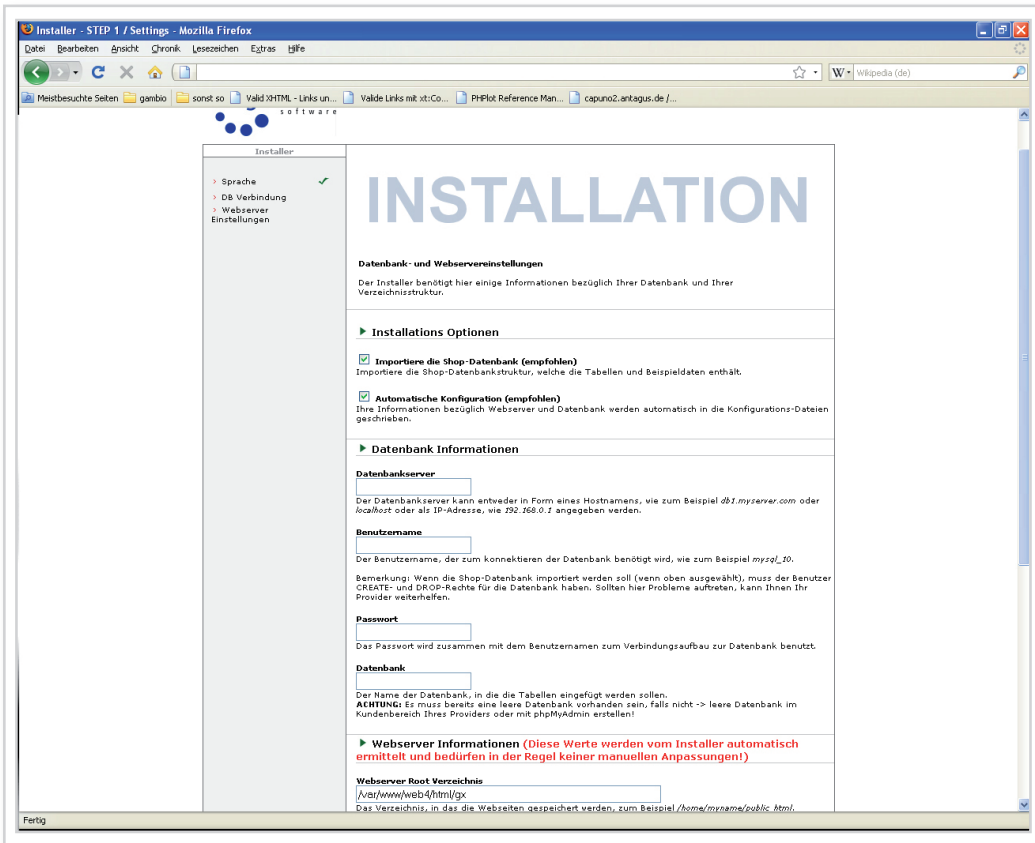 Installer - STEP 1 / Settings - Mozilla Firefox
Datei Bearbeiten Ansicht Chronik Lesezeichen Extras Hilfe
W Wikipedia (de)
Meistbesuchte Seiten gambio sonst so Valid XHTML - Links un... Valide Links mit xt:Co... PHPlot Reference Man... capuno2.antagus.de /...
software
Installer
Sprache
DB Verbindung
Webserver
Einstellungen
INSTALLATION
Datenbank- und Webservereinstellungen
Der Installer benötigt hier einige Informationen bezüglich Ihrer Datenbank und Ihrer
Verzeichnisstruktur.
Installations Optionen
Importiere die Shop-Datenbank (empfohlen)
Importiere die Shop-Datenbankstruktur, welche die Tabellen und Beispieldaten enthält.
Automatische Konfiguration (empfohlen)
Ihre Informationen bezüglich Webserver und Datenbank werden automatisch in die Konfigurations-Dateien
geschrieben.
Datenbank Informationen
Datenbankserver
Der Datenbankserver kann entweder in Form eines Hostnamens, wie zum Beispiel db1.myserver.com oder
localhost oder als IP-Adresse, wie 192.168.0.1 angegeben werden.
Benutzername
Der Benutzername, der zum konnektieren der Datenbank benötigt wird, wie zum Beispiel mysql_10.
Bemerkung: Wenn die Shop-Datenbank importiert werden soll (wenn oben ausgewählt), muss der Benutzer
CREATE- und DROP-Rechte für die Datenbank haben. Sollten hier Probleme auftreten, kann Ihnen Ihr
Provider weiterhelfen.
Passwort
Das Passwort wird zusammen mit dem Benutzernamen zum Verbindungsaufbau zur Datenbank benutzt.
Datenbank
Der Name der Datenbank, in die die Tabellen eingefügt werden sollen.
ACHTUNG: Es muss bereits eine leere Datenbank vorhanden sein, falls nicht -> leere Datenbank im
Kundenbereich Ihres Providers oder mit phpMyAdmin erstellen!
Webserver Informationen (Diese Werte werden vom Installer automatisch
ermittelt und bedürfen in der Regel keiner manuellen Anpassungen!)
Webserver Root Verzeichnis
/var/www/web4/html/gx
Das Verzeichnis, in das die Webseiten gespeichert werden, zum Beispiel /home/myname/public_html.
Fertig